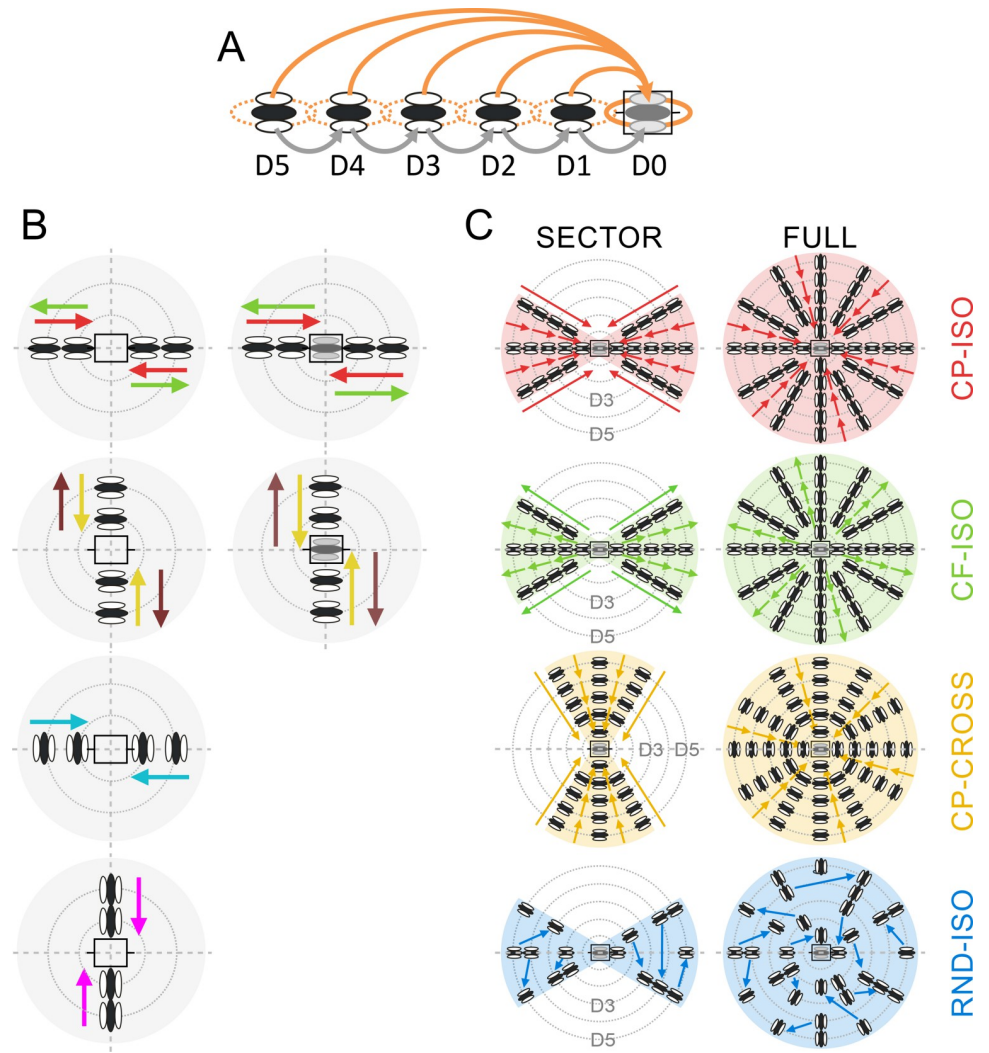 A
D5 D4 D3 D2 D1 D0
B
C
SECTOR FULL
D3
D5
CP-ISO
D3
D5
CF-ISO
D3 D5
CP-CROSS
D3
D5
RND-ISO